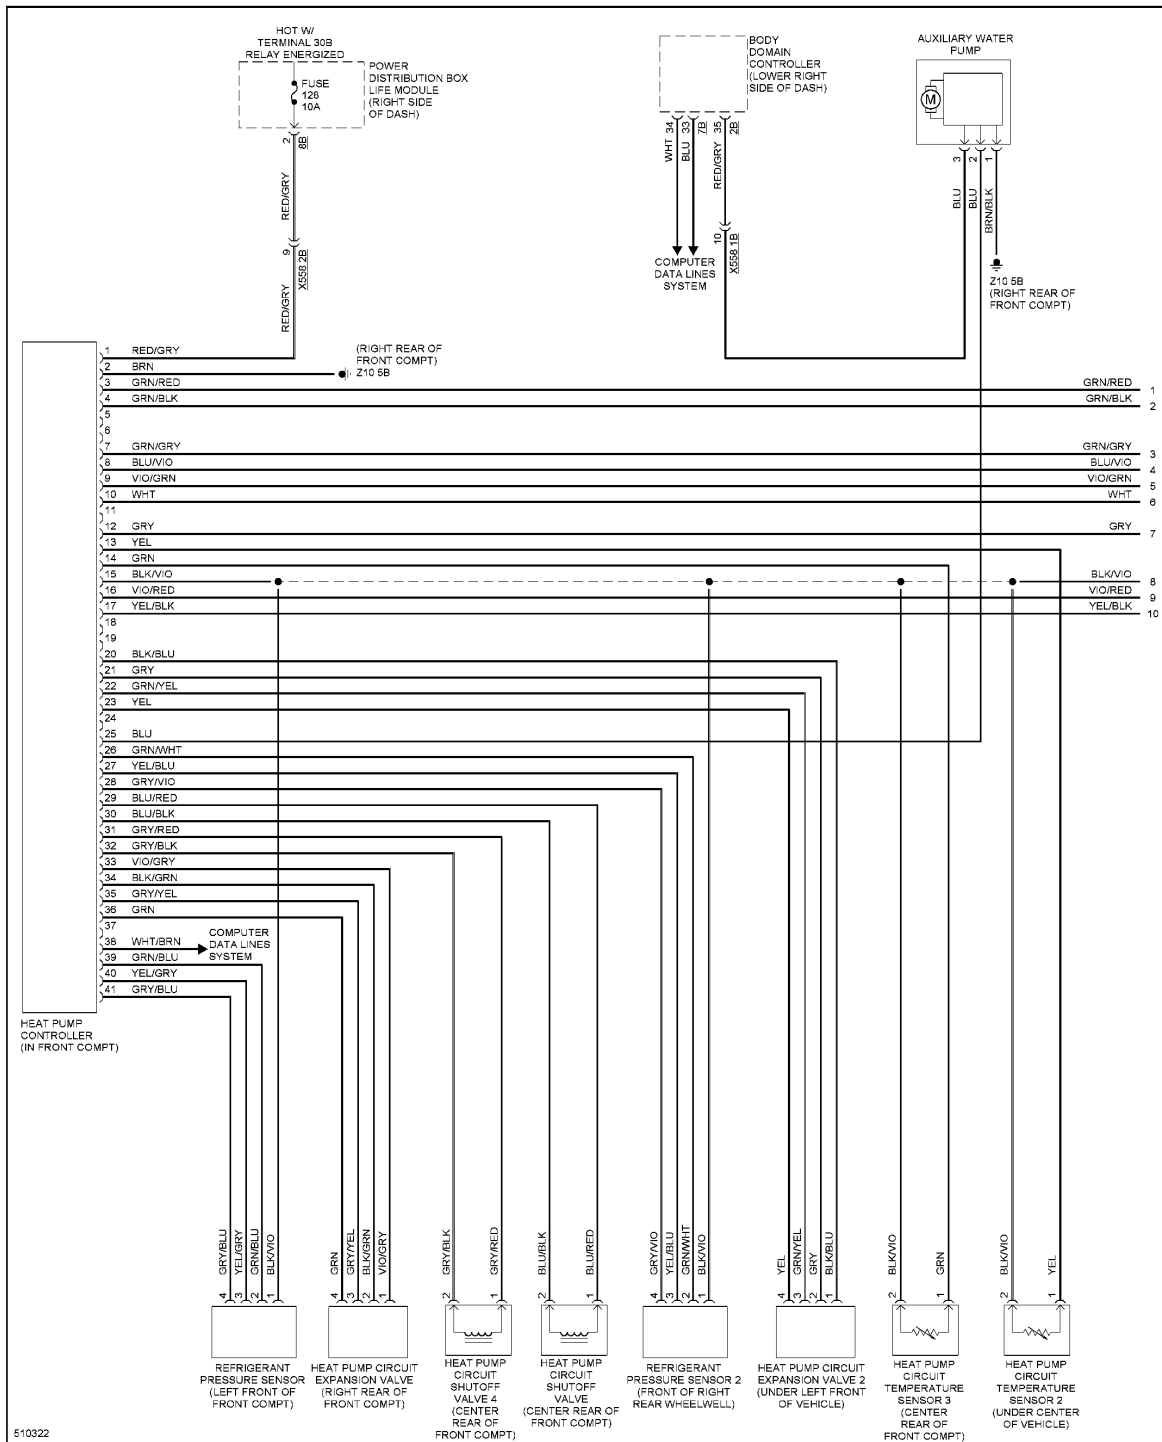 HOT W/
TERMINAL 30B
RELAY ENERGIZED
FUSE
128
10A
POWER
DISTRIBUTION BOX
LIFE MODULE
(RIGHT SIDE
OF DASH)
2
8B
RED/GRY
9
X558 2B
RED/GRY
BODY
DOMAIN
CONTROLLER
(LOWER RIGHT
SIDE OF DASH)
34
33
7B
35
2B
WHT
BLU
RED/GRY
10
X558 1B
COMPUTER
DATA LINES
SYSTEM
AUXILIARY WATER
PUMP
M
3
2
1
BLU
BLU
BRN/BLK
Z10 5B
(RIGHT REAR OF
FRONT COMPT)
(RIGHT REAR OF
FRONT COMPT)
Z10 5B
1 RED/GRY
2 BRN
3 GRN/RED GRN/RED 1
4 GRN/BLK GRN/BLK 2
5
6
7 GRN/GRY GRN/GRY 3
8 BLU/VIO BLU/VIO 4
9 VIO/GRN VIO/GRN 5
10 WHT WHT 6
11
12 GRY GRY 7
13 YEL
14 GRN
15 BLK/VIO BLK/VIO 8
16 VIO/RED VIO/RED 9
17 YEL/BLK YEL/BLK 10
18
19
20 BLK/BLU
21 GRY
22 GRN/YEL
23 YEL
24
25 BLU
26 GRN/WHT
27 YEL/BLU
28 GRY/VIO
29 BLU/RED
30 BLU/BLK
31 GRY/RED
32 GRY/BLK
33 VIO/GRY
34 BLK/GRN
35 GRY/YEL
36 GRN
37
38 WHT/BRN
39 GRN/BLU
40 YEL/GRY
41 GRY/BLU
COMPUTER
DATA LINES
SYSTEM
HEAT PUMP
CONTROLLER
(IN FRONT COMPT)
GRY/BLU
YEL/GRY
GRN/BLU
BLK/VIO
4
3
2
1
REFRIGERANT
PRESSURE SENSOR
(LEFT FRONT OF
FRONT COMPT)
GRN
GRY/YEL
BLK/GRN
VIO/GRY
4
3
2
1
HEAT PUMP CIRCUIT
EXPANSION VALVE
(RIGHT REAR OF
FRONT COMPT)
GRY/BLK
GRY/RED
2
1
HEAT PUMP
CIRCUIT
SHUTOFF
VALVE 4
(CENTER
REAR OF
FRONT COMPT)
BLU/BLK
BLU/RED
2
1
HEAT PUMP
CIRCUIT
SHUTOFF
VALVE
(CENTER REAR OF
FRONT COMPT)
GRY/VIO
YEL/BLU
GRN/WHT
BLK/VIO
4
3
2
1
REFRIGERANT
PRESSURE SENSOR 2
(FRONT OF RIGHT
REAR WHEELWELL)
YEL
GRN/YEL
GRY
BLK/BLU
4
3
2
1
HEAT PUMP CIRCUIT
EXPANSION VALVE 2
(UNDER LEFT FRONT
OF VEHICLE)
BLK/VIO
GRN
2
1
HEAT PUMP
CIRCUIT
TEMPERATURE
SENSOR 3
(CENTER
REAR OF
FRONT COMPT)
BLK/VIO
YEL
2
1
HEAT PUMP
CIRCUIT
TEMPERATURE
SENSOR 2
(UNDER CENTER
OF VEHICLE)
510322